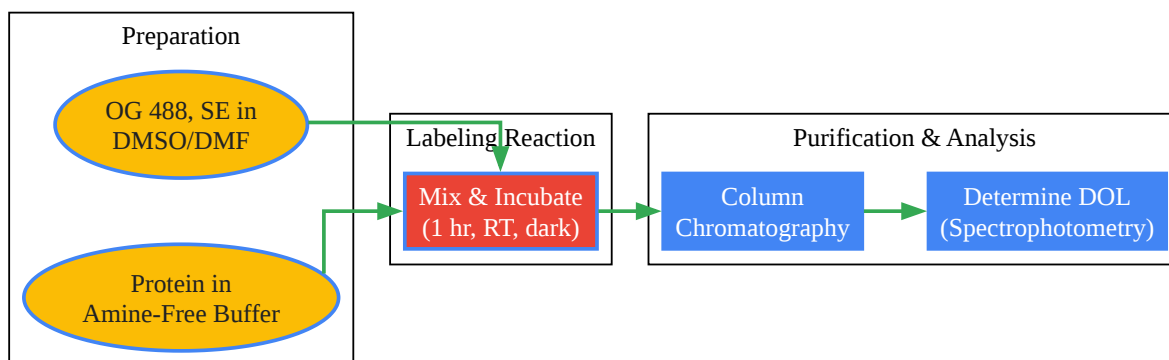 Preparation
OG 488, SE in
DMSO/DMF
Protein in
Amine-Free Buffer
Labeling Reaction
Mix & Incubate
(1 hr, RT, dark)
Purification & Analysis
Column
Chromatography
Determine DOL
(Spectrophotometry)